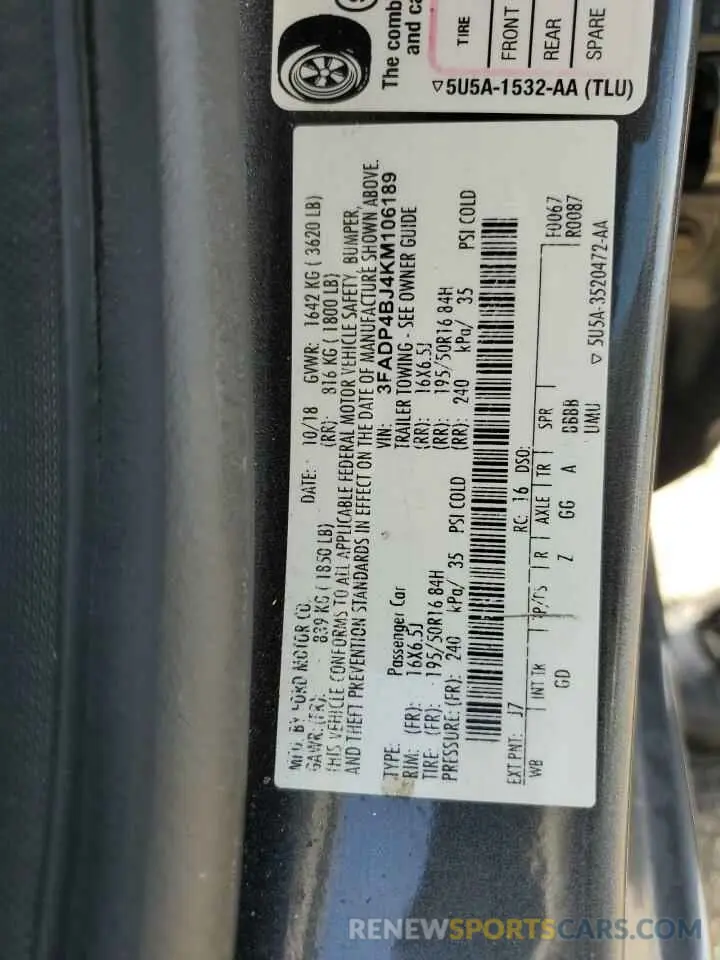 The comb
and ca
TIRE
FRONT
REAR
SPARE
5U5A-1532-AA (TLU)
MFD. BY FORD MOTOR CO.
DATE: 10/18 GVWR: 1642 KG ( 3620 LB)
GAWR: (FR): 839 KG ( 1850 LB) (RR): 816 KG ( 1800 LB)
THIS VEHICLE CONFORMS TO ALL APPLICABLE FEDERAL MOTOR VEHICLE SAFETY, BUMPER,
AND THEFT PREVENTION STANDARDS IN EFFECT ON THE DATE OF MANUFACTURE SHOWN ABOVE.
VIN: 3FADP4BJ4KM106189
TYPE: Passenger Car TRAILER TOWING - SEE OWNER GUIDE
RIM: (FR): 16X6.5J (RR): 16X6.5J
TIRE (FR): 195/50R16 84H (RR): 195/50R16 84H
PRESSURE: (FR): 240 kPa/ 35 PSI COLD (RR): 240 kPa/ 35 PSI COLD
EXT PNT: J7 RC: 16 DSO: F0067
WB INT TR P/PS R AXLE TR SPR R0087
GD Z GG A BBBB
UMU
5U5A-3520472-AA
RENEWSPORTSCARS.COM